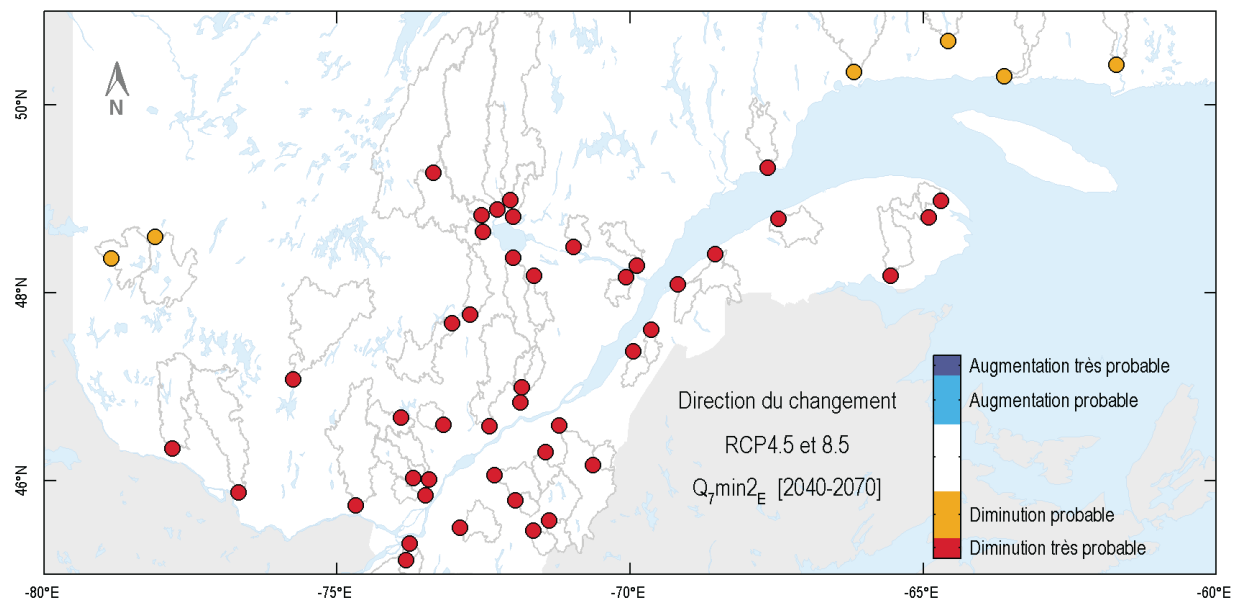 N
50°N
48°N
46°N
-80°E
-75°E
-70°E
-65°E
-60°E
Direction du changement
RCP4.5 et 8.5
Q7min2E [2040-2070]
Augmentation très probable
Augmentation probable
Diminution probable
Diminution très probable